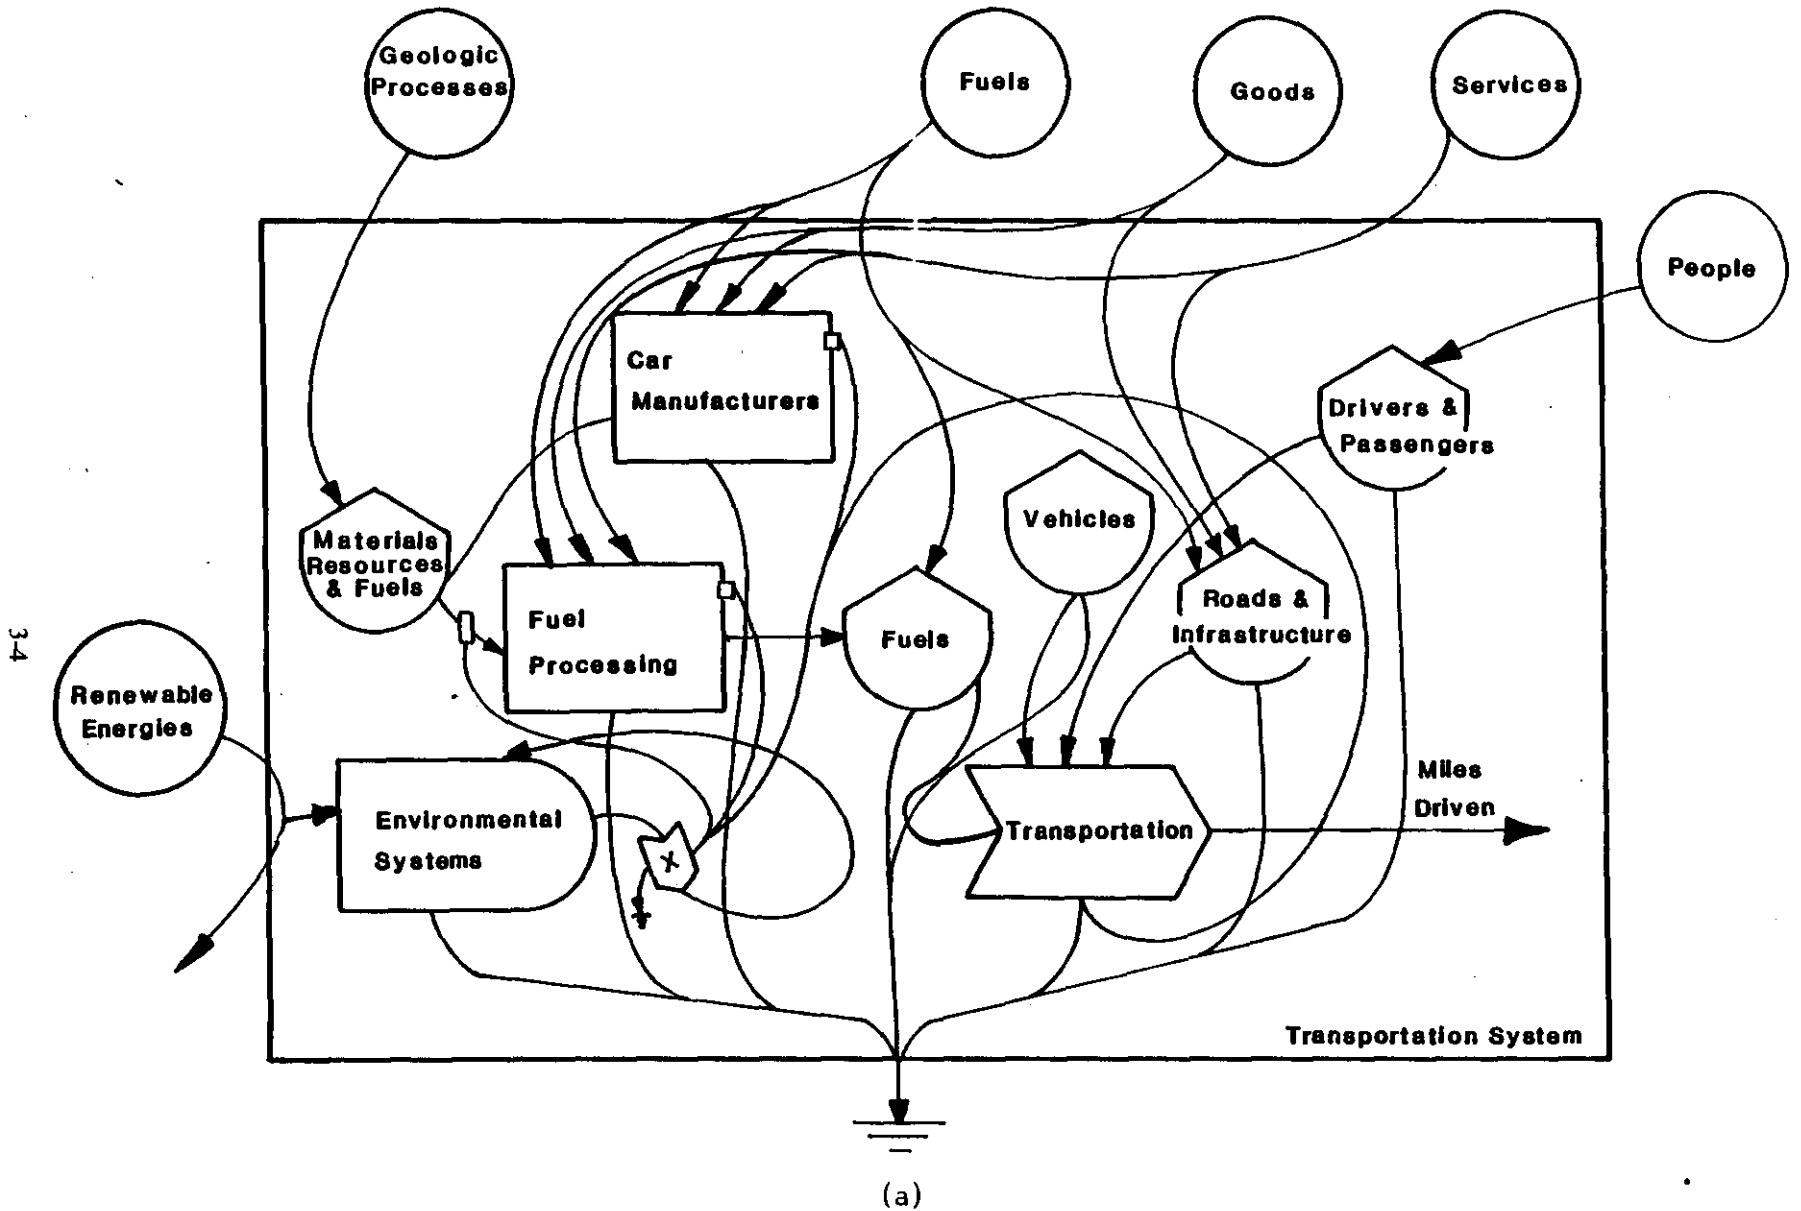 Geologic
Processes
Fuels
Goods
Services
People
Car
Manufacturers
Drivers &
Passengers
Vehicles
Materials
Resources
& Fuels
Fuel
Processing
Fuels
Roads &
Infrastructure
3-4
Renewable
Energies
Environmental
Systems
X
Transportation
Miles
Driven
Transportation System
(a)